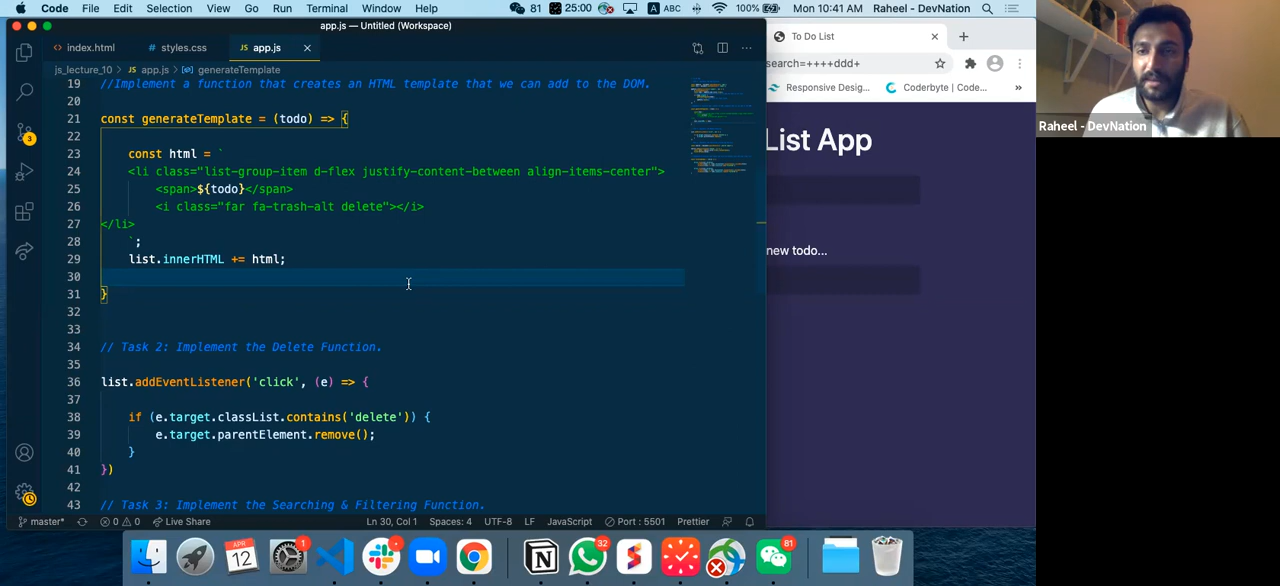 Code File Edit Selection View Go Run Terminal Window Help 81 25:00 A ABC 100% Mon 10:41 AM Raheel - DevNation
app.js — Untitled (Workspace)
index.html # styles.css JS app.js
js_lecture_10 > JS app.js > generateTemplate
19 //Implement a function that creates an HTML template that we can add to the DOM.
20
21 const generateTemplate = (todo) => {
22
23 const html = `
24 <li class="list-group-item d-flex justify-content-between align-items-center">
25 <span>${todo}</span>
26 <i class="far fa-trash-alt delete"></i>
27 </li>
28 `;
29 list.innerHTML += html;
30
31 }
32
33
34 // Task 2: Implement the Delete Function.
35
36 list.addEventListener('click', (e) => {
37
38 if (e.target.classList.contains('delete')) {
39 e.target.parentElement.remove();
40 }
41 })
42
43 // Task 3: Implement the Searching & Filtering Function.
3
master* 0 0 Live Share Ln 30, Col 1 Spaces: 4 UTF-8 LF JavaScript Port : 5501 Prettier
To Do List
search=++++ddd+
Responsive Desig... Coderbyte | Code... »
List App
new todo...
Raheel - DevNation
APR
12
1
32
81